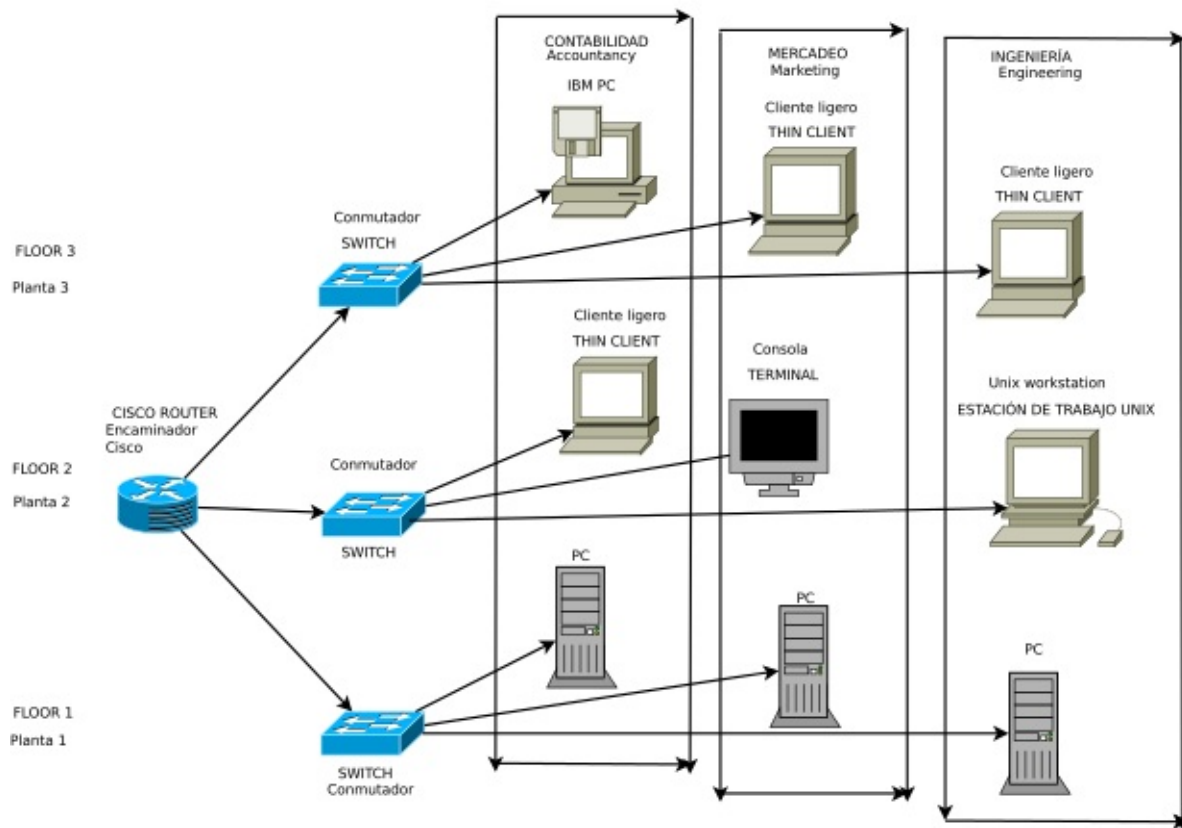 CONTABILIDAD
Accountancy
IBM PC
MERCADEO
Marketing
Cliente ligero
THIN CLIENT
INGENIERÍA
Engineering
Cliente ligero
THIN CLIENT
FLOOR 3
Planta 3
Conmutador
SWITCH
Cliente ligero
THIN CLIENT
Consola
TERMINAL
Unix workstation
ESTACIÓN DE TRABAJO UNIX
CISCO ROUTER
Encaminador
Cisco
FLOOR 2
Planta 2
Conmutador
SWITCH
PC
PC
PC
FLOOR 1
Planta 1
SWITCH
Conmutador